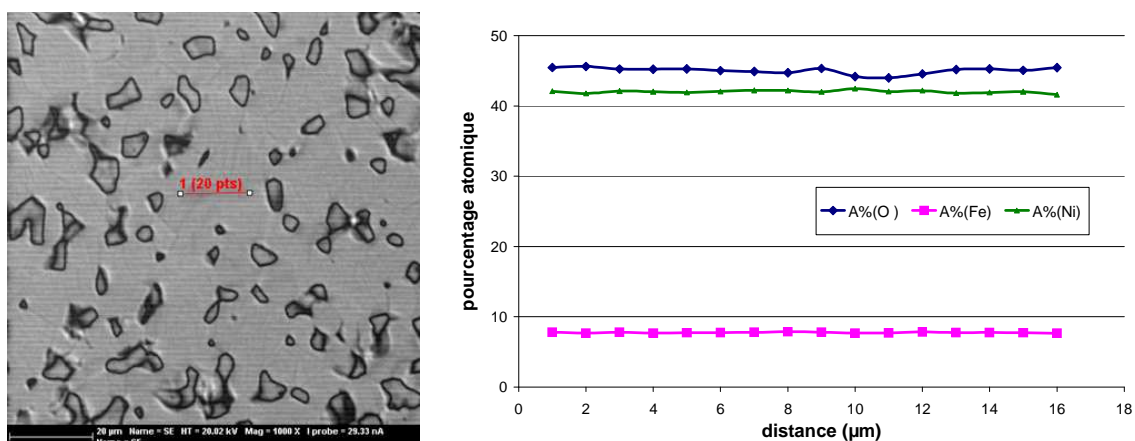 1 (20 pts)
20 µm Name = SE HT = 20.02 kV Mag = 1000 X I probe = 29.33 nA
50
40
30
20
10
0
0 2 4 6 8 10 12 14 16 18
pourcentage atomique
distance (µm)
A%(O ) A%(Fe) A%(Ni)